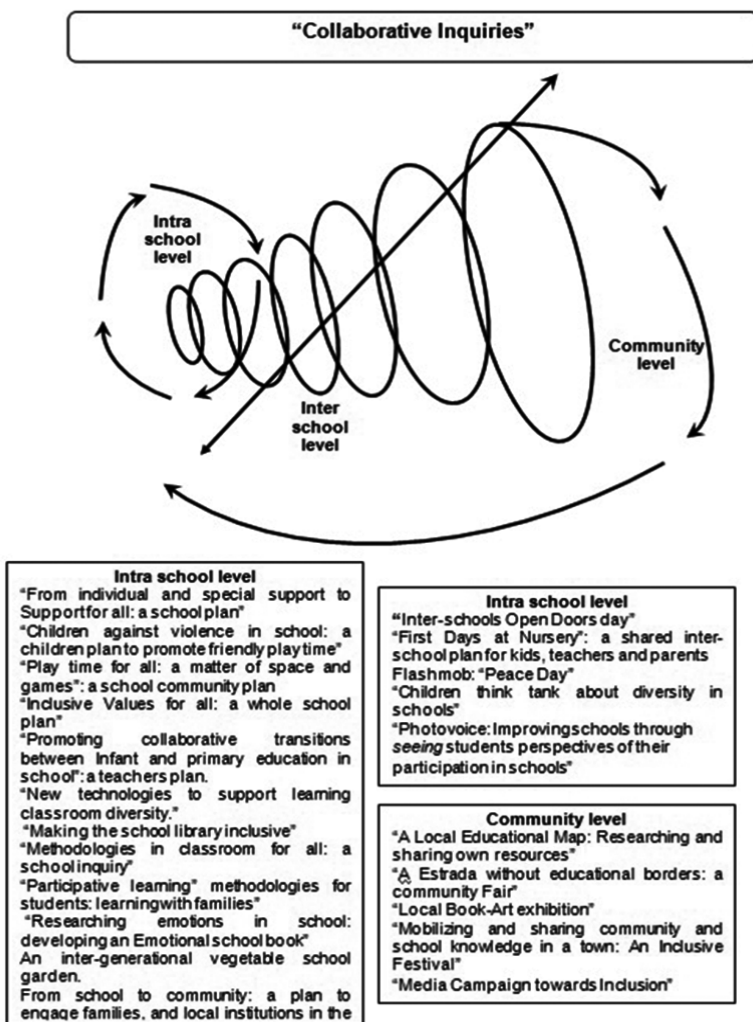 “Collaborative Inquiries”
Intra
school
level
Community
level
Inter
school
level
Intra school level
“From individual and special support to
Support for all: a school plan”
“Children against violence in school: a
children plan to promote friendly play time”
“Play time for all: a matter of space and
games”: a school community plan
“Inclusive Values for all: a whole school
plan”
“Promoting collaborative transitions
between Infant and primary education in
school”: a teachers plan.
“New technologies to support learning
classroom diversity.”
“Making the school library inclusive”
“Methodologies in classroom for all: a
school inquiry”
“Participative learning” methodologies for
students: learning with families”
“Researching emotions in school:
developing an Emotional school book”
An inter-generational vegetable school
garden.
From school to community: a plan to
engage families, and local institutions in the
Intra school level
“Inter-schools Open Doors day”
“First Days at Nursery”: a shared inter-
school plan for kids, teachers and parents
Flashmob: “Peace Day”
“Children think tank about diversity in
schools”
“Photovoice: Improving schools through
seeing students perspectives of their
participation in schools”
Community level
“A Local Educational Map: Researching and
sharing own resources”
“A Estrada without educational borders: a
community Fair”
“Local Book-Art exhibition”
“Mobilizing and sharing community and
school knowledge in a town: An Inclusive
Festival”
“Media Campaign towards Inclusion”